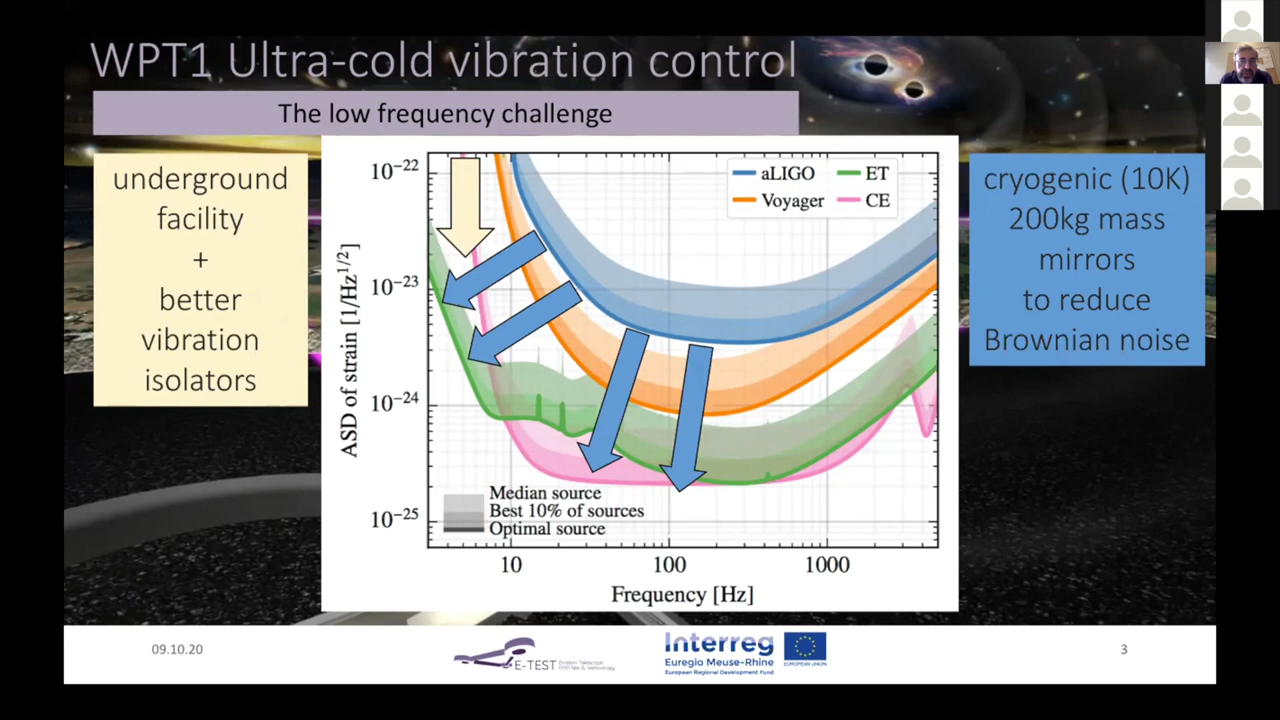 WPT1 Ultra-cold vibration control
The low frequency challenge
underground
facility
+
better
vibration
isolators
10⁻²²
10⁻²³
10⁻²⁴
10⁻²⁵
ASD of strain [1/Hz¹ᐟ²]
aLIGO
ET
Voyager
CE
Median source
Best 10% of sources
Optimal source
10
100
1000
Frequency [Hz]
cryogenic (10K)
200kg mass
mirrors
to reduce
Brownian noise
09.10.20
E-TEST
Interreg
Euregio Meuse-Rhine
European Regional Development Fund
EUROPEAN UNION
3